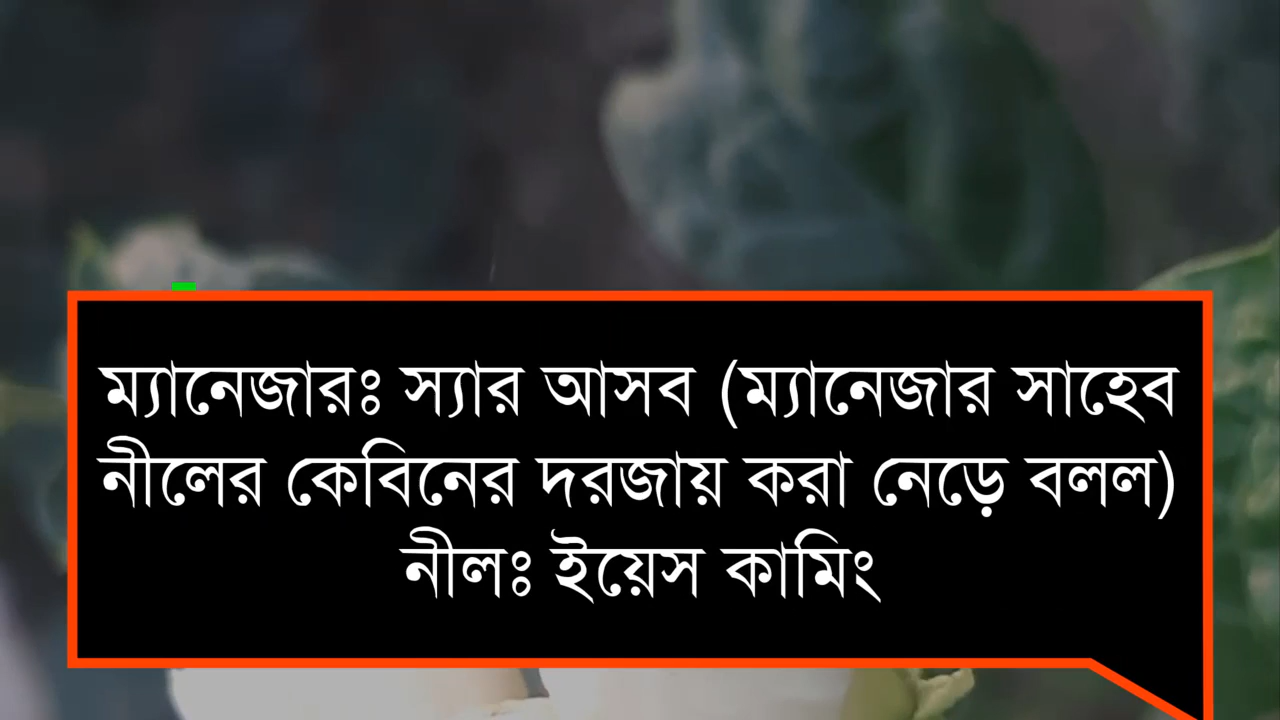 ম্যানেজারঃ স্যার আসব (ম্যানেজার সাহেব
নীলের কেবিনের দরজায় করা নেড়ে বলল)
নীলঃ ইয়েস কামিং